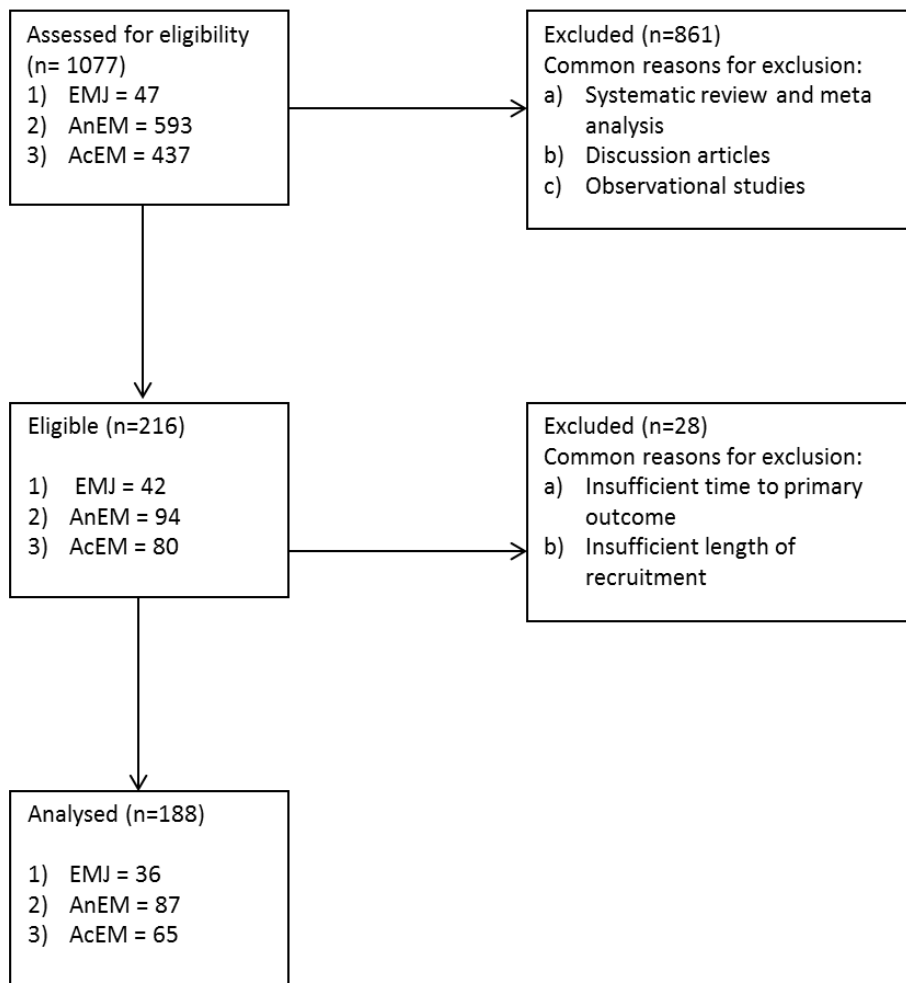 Assessed for eligibility
(n= 1077)
1) EMJ = 47
2) AnEM = 593
3) AcEM = 437
Excluded (n=861)
Common reasons for exclusion:
a) Systematic review and meta
analysis
b) Discussion articles
c) Observational studies
Eligible (n=216)
1) EMJ = 42
2) AnEM = 94
3) AcEM = 80
Excluded (n=28)
Common reasons for exclusion:
a) Insufficient time to primary
outcome
b) Insufficient length of
recruitment
Analysed (n=188)
1) EMJ = 36
2) AnEM = 87
3) AcEM = 65